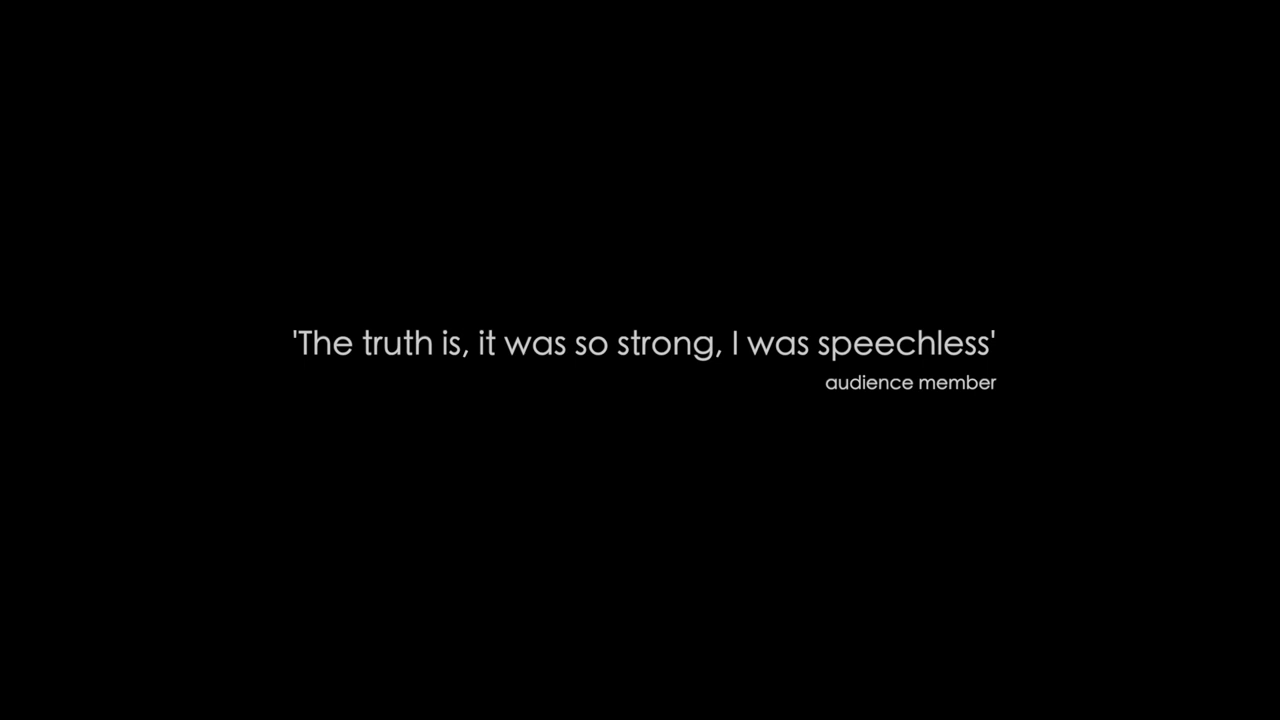 'The truth is, it was so strong, I was speechless'
audience member